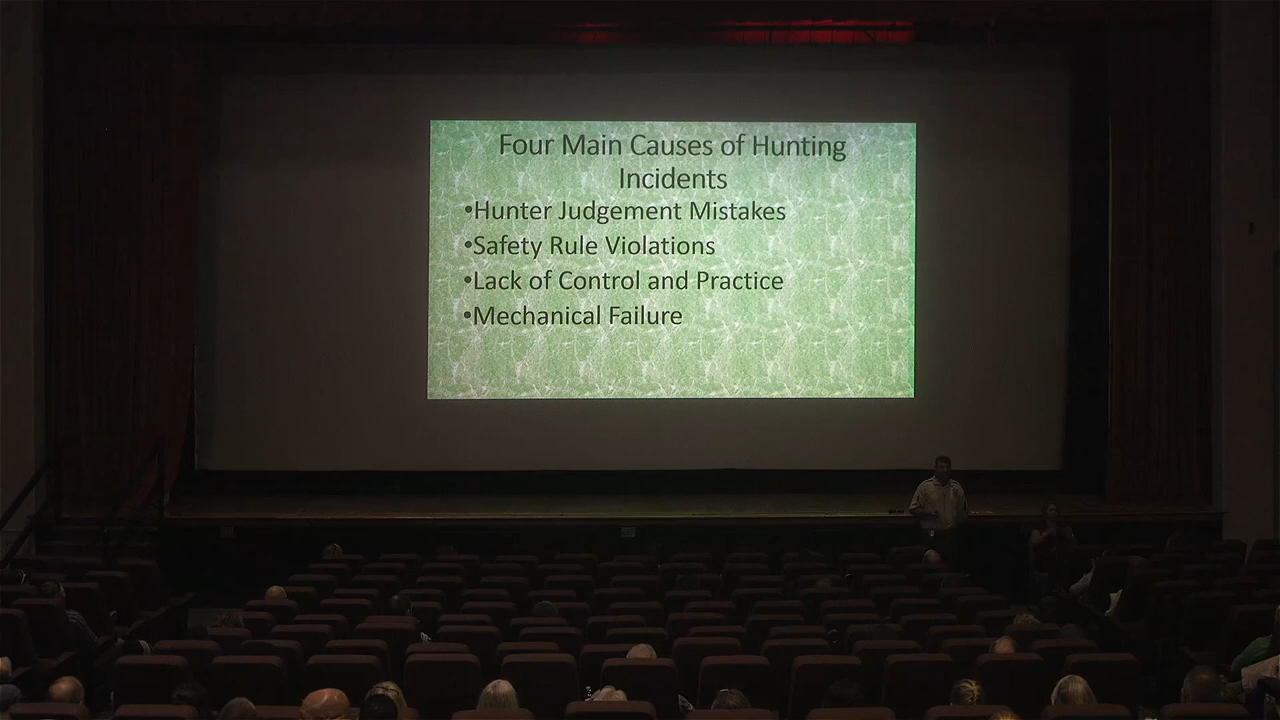 Four Main Causes of Hunting
Incidents
•Hunter Judgement Mistakes
•Safety Rule Violations
•Lack of Control and Practice
•Mechanical Failure